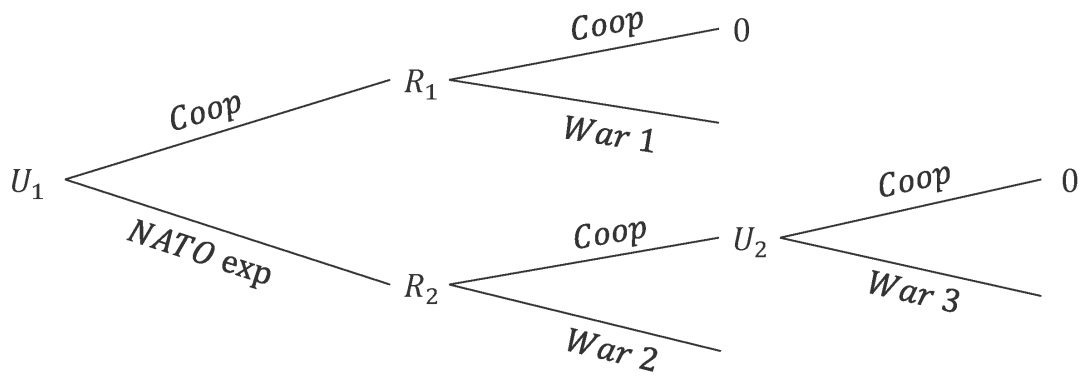 Coop
0
R₁
Coop
War 1
U₁
Coop
0
NATO exp
Coop
U₂
R₂
War 3
War 2